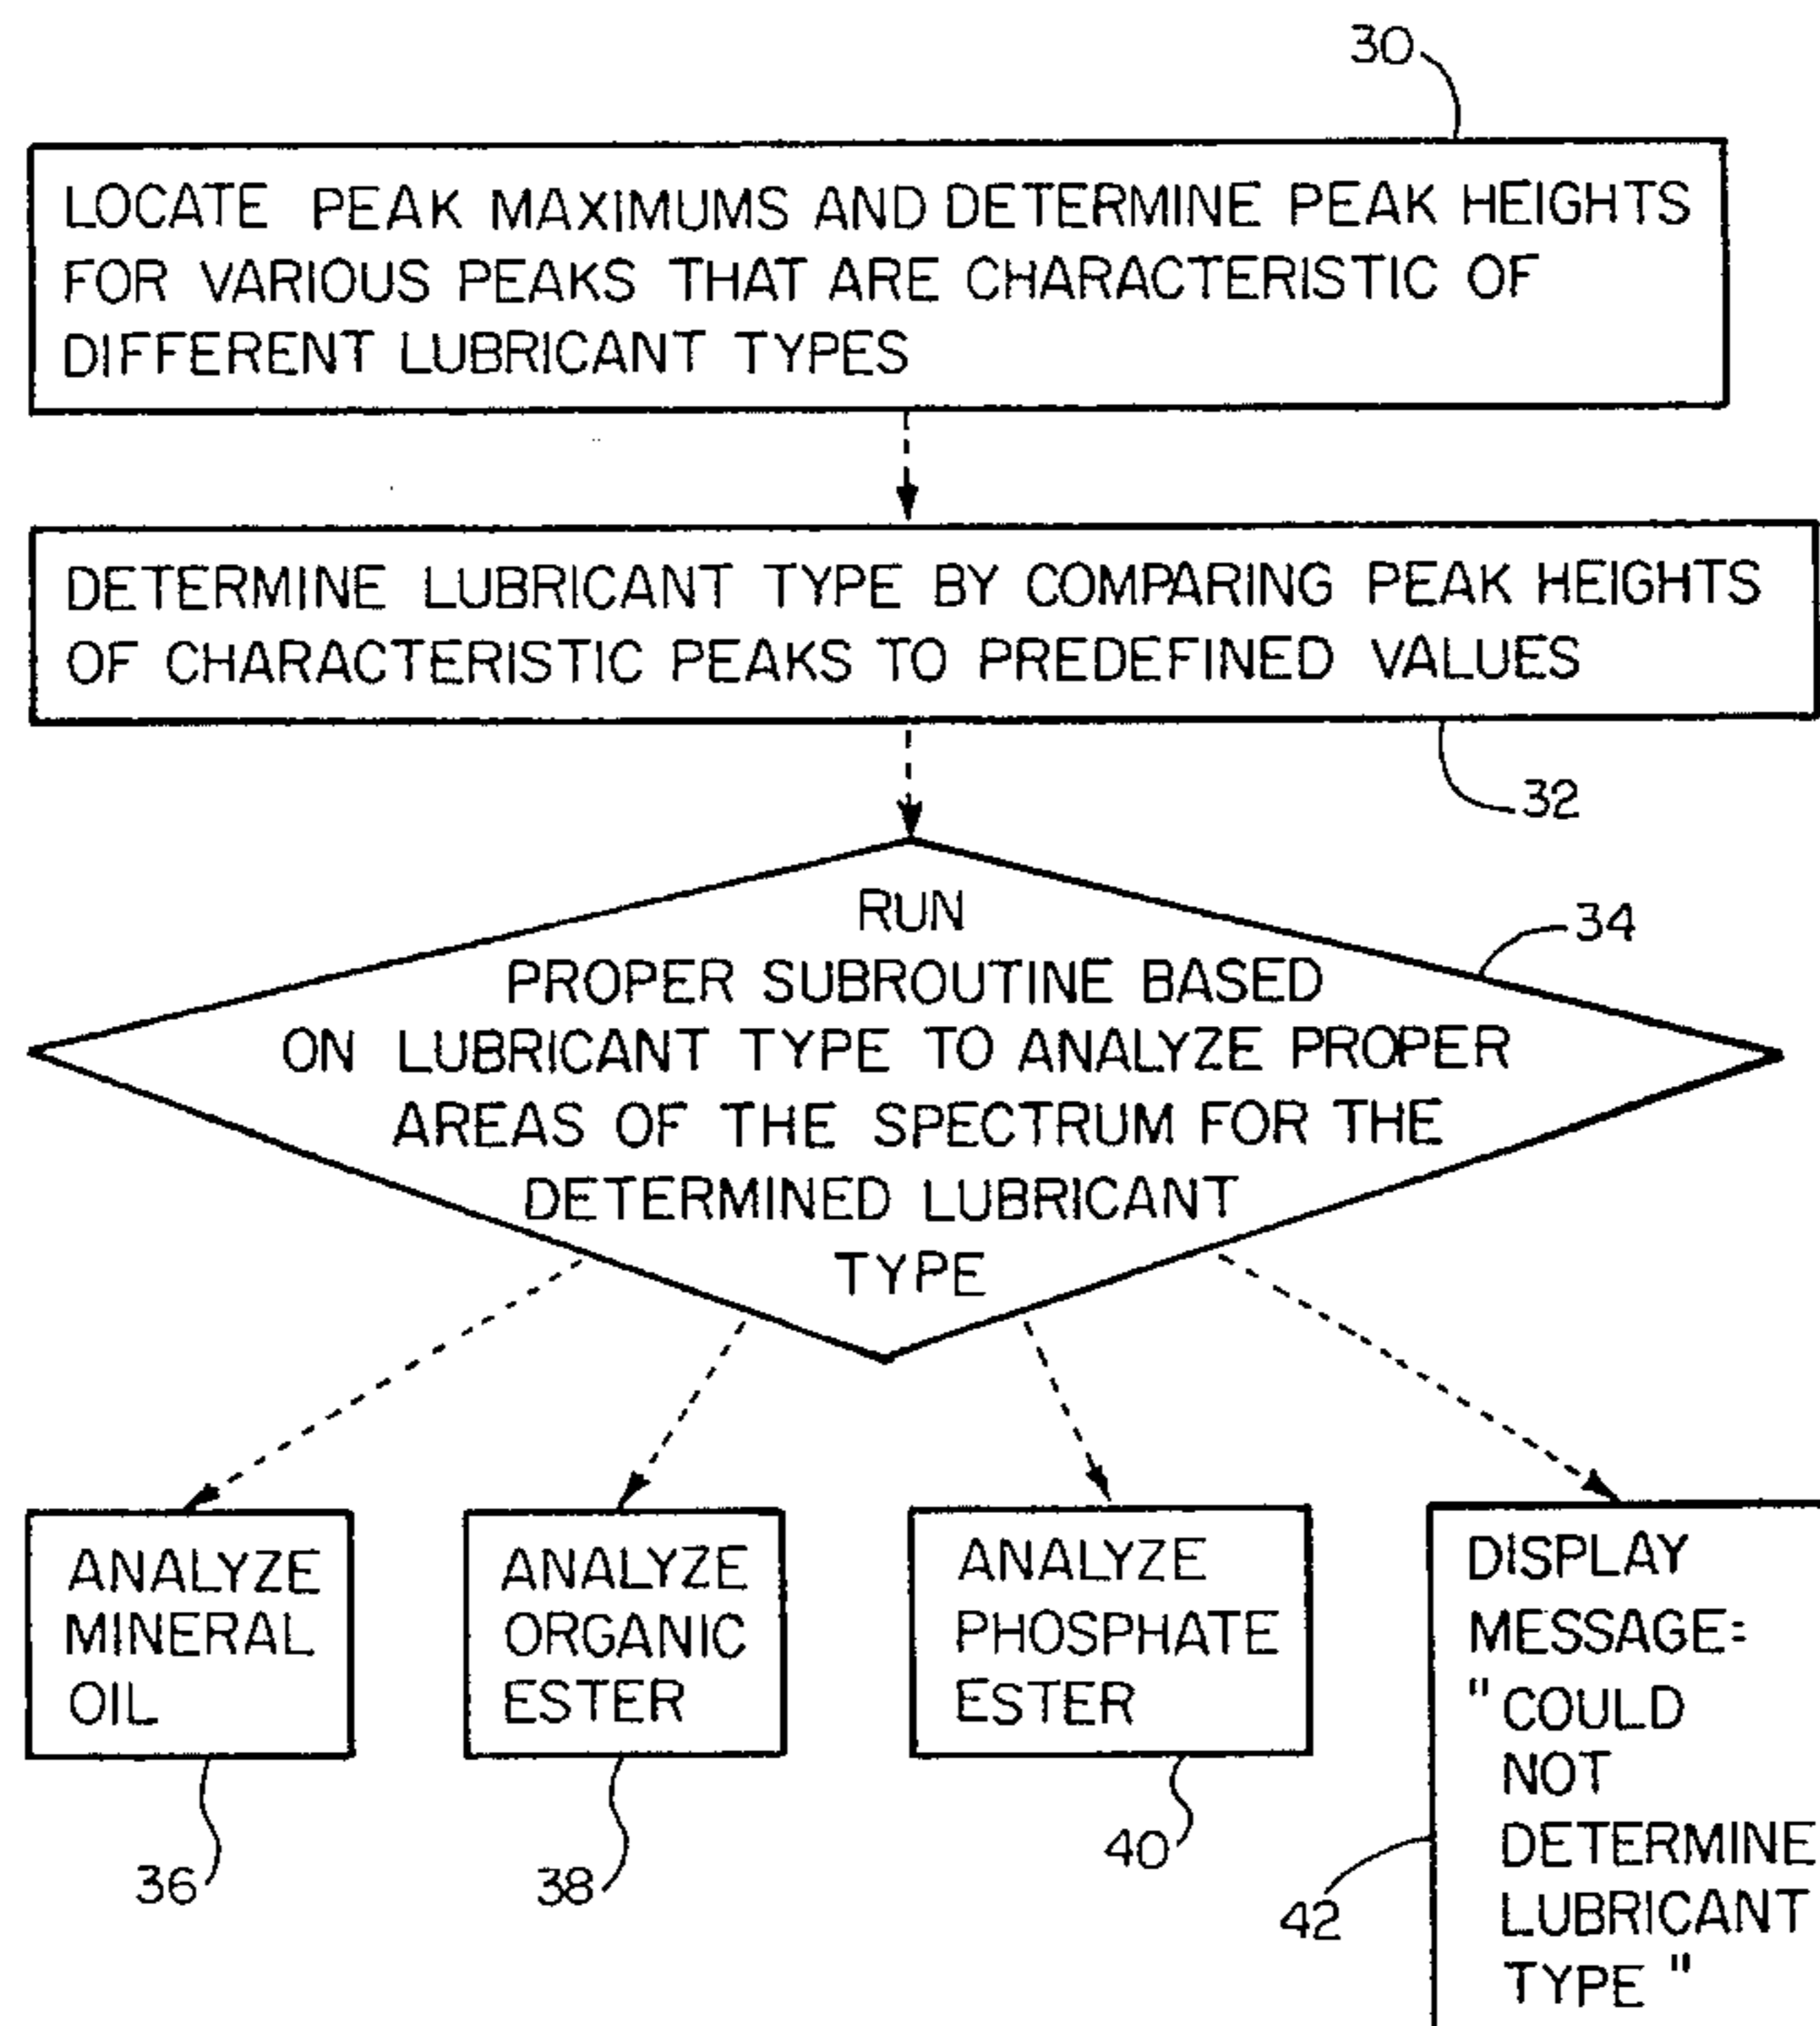 30
LOCATE PEAK MAXIMUMS AND DETERMINE PEAK HEIGHTS
FOR VARIOUS PEAKS THAT ARE CHARACTERISTIC OF
DIFFERENT LUBRICANT TYPES
DETERMINE LUBRICANT TYPE BY COMPARING PEAK HEIGHTS
OF CHARACTERISTIC PEAKS TO PREDEFINED VALUES
32
RUN
PROPER SUBROUTINE BASED
ON LUBRICANT TYPE TO ANALYZE PROPER
AREAS OF THE SPECTRUM FOR THE
DETERMINED LUBRICANT
TYPE
34
ANALYZE
MINERAL
OIL
36
ANALYZE
ORGANIC
ESTER
38
ANALYZE
PHOSPHATE
ESTER
40
DISPLAY
MESSAGE:
"COULD
NOT
DETERMINE
LUBRICANT
TYPE"
42